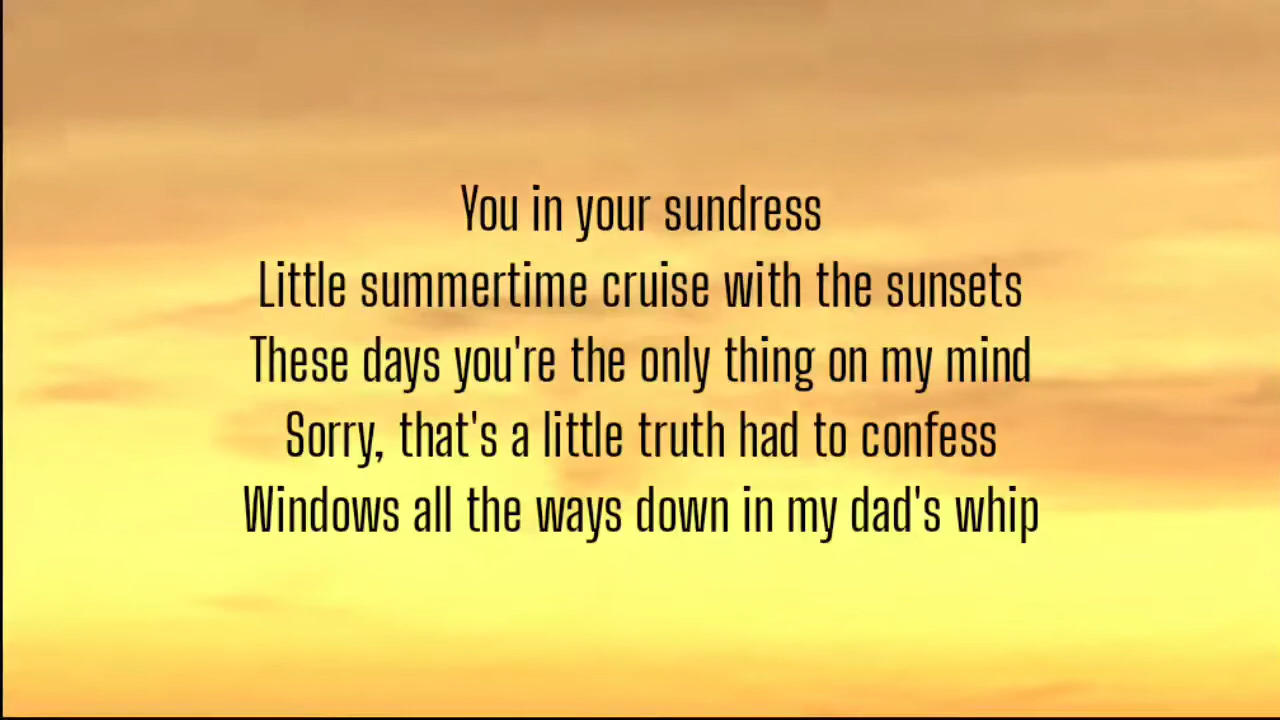 You in your sundress
Little summertime cruise with the sunsets
These days you're the only thing on my mind
Sorry, that's a little truth had to confess
Windows all the ways down in my dad's whip